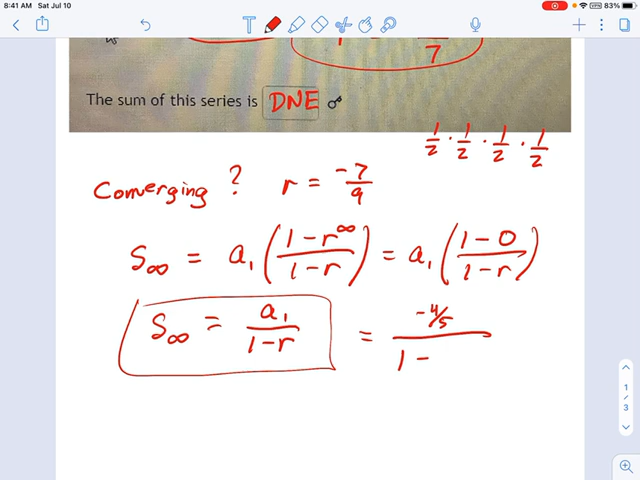 8:41 AM Sat Jul 10 83%
7
The sum of this series is DNE
1/2 · 1/2 · 1/2 · 1/2
Converging ? r = -7/9
S∞ = a₁ ( (1 - r^∞)/(1 - r) ) = a₁ ( (1 - 0)/(1 - r) )
S∞ = a₁/(1 - r) = (-4/5)/(1 -
1/3